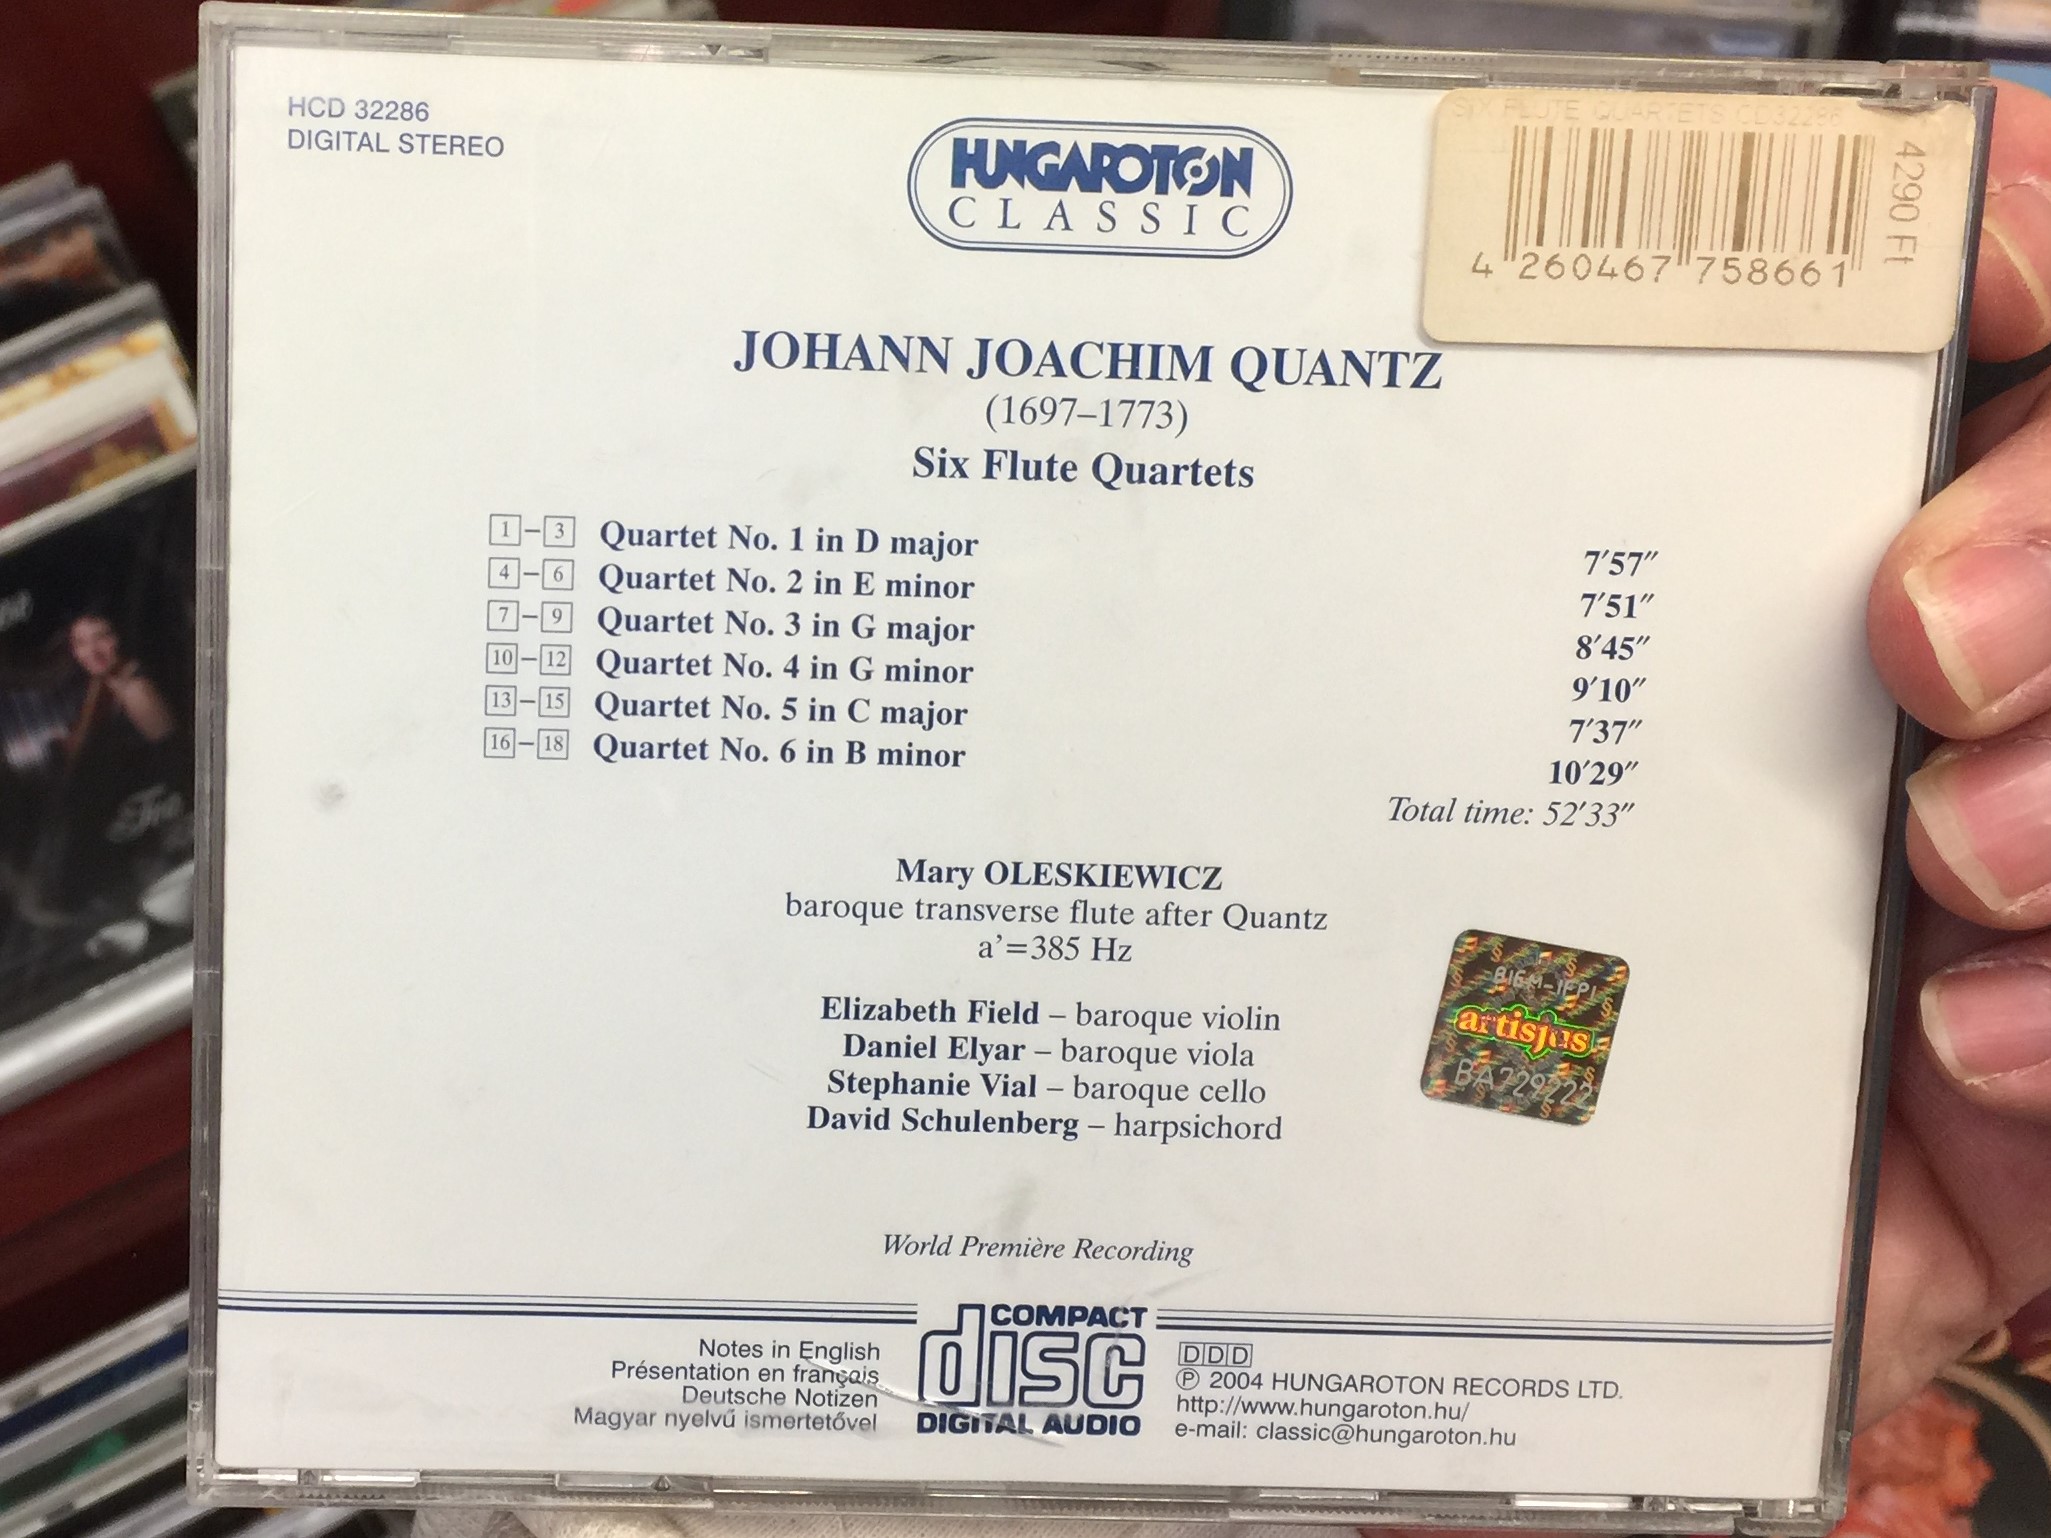 HCD 32286
DIGITAL STEREO
HUNGAROTON
CLASSIC
SIX FLUTE QUARTETS CD32286
4290 Ft
4 260467 758661
JOHANN JOACHIM QUANTZ
(1697–1773)
Six Flute Quartets
1–3 Quartet No. 1 in D major 7′57″
4–6 Quartet No. 2 in E minor 7′51″
7–9 Quartet No. 3 in G major 8′45″
10–12 Quartet No. 4 in G minor 9′10″
13–15 Quartet No. 5 in C major 7′37″
16–18 Quartet No. 6 in B minor 10′29″
Total time: 52′33″
Mary OLESKIEWICZ
baroque transverse flute after Quantz
a’=385 Hz
Elizabeth Field – baroque violin
Daniel Elyar – baroque viola
Stephanie Vial – baroque cello
David Schulenberg – harpsichord
BIEM-IFPI
artisjus
BA729222
World Première Recording
Notes in English
Présentation en français
Deutsche Notizen
Magyar nyelvű ismertetővel
COMPACT
disc
DIGITAL AUDIO
DDD
℗ 2004 HUNGAROTON RECORDS LTD.
http://www.hungaroton.hu/
e-mail: classic@hungaroton.hu